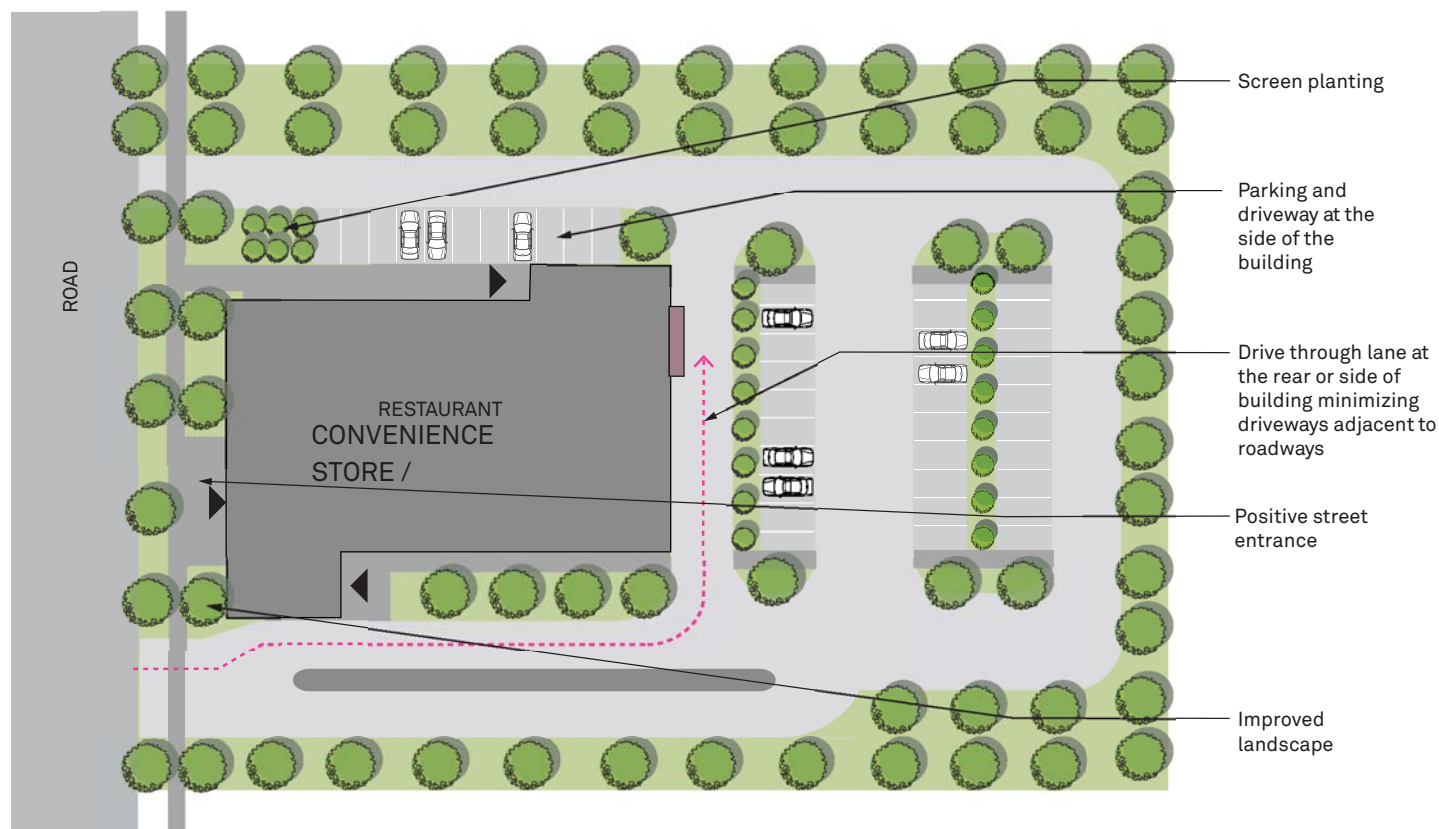 ROAD
RESTAURANT
CONVENIENCE
STORE /
Screen planting
Parking and
driveway at the
side of the
building
Drive through lane at
the rear or side of
building minimizing
driveways adjacent to
roadways
Positive street
entrance
Improved
landscape